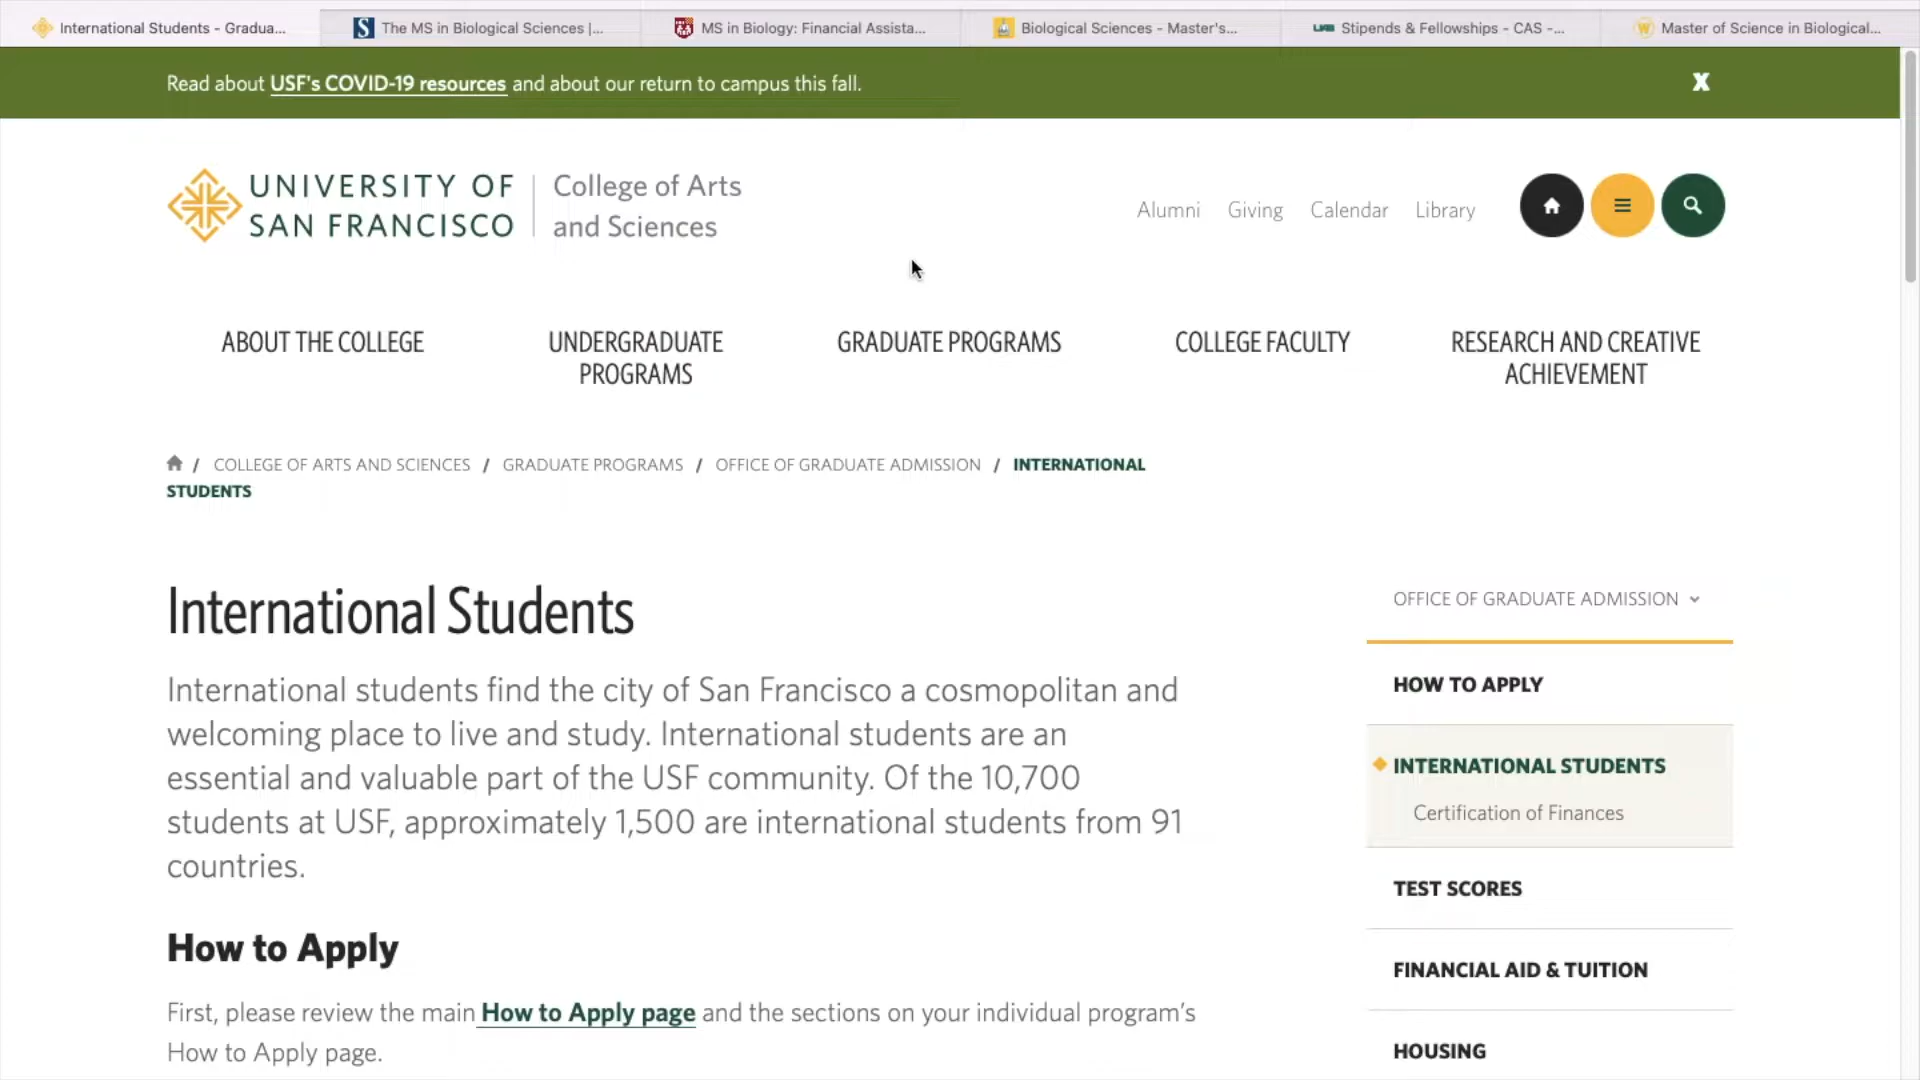 International Students - Gradua...
The MS in Biological Sciences |...
MS in Biology: Financial Assista...
Biological Sciences - Master's...
UAB Stipends & Fellowships - CAS -...
W Master of Science in Biological...
Read about USF's COVID-19 resources and about our return to campus this fall.
X
UNIVERSITY OF
SAN FRANCISCO
College of Arts
and Sciences
Alumni Giving Calendar Library
ABOUT THE COLLEGE
UNDERGRADUATE
PROGRAMS
GRADUATE PROGRAMS
COLLEGE FACULTY
RESEARCH AND CREATIVE
ACHIEVEMENT
/ COLLEGE OF ARTS AND SCIENCES / GRADUATE PROGRAMS / OFFICE OF GRADUATE ADMISSION / INTERNATIONAL
STUDENTS
International Students
International students find the city of San Francisco a cosmopolitan and
welcoming place to live and study. International students are an
essential and valuable part of the USF community. Of the 10,700
students at USF, approximately 1,500 are international students from 91
countries.
How to Apply
First, please review the main How to Apply page and the sections on your individual program's
How to Apply page.
OFFICE OF GRADUATE ADMISSION
HOW TO APPLY
INTERNATIONAL STUDENTS
Certification of Finances
TEST SCORES
FINANCIAL AID & TUITION
HOUSING